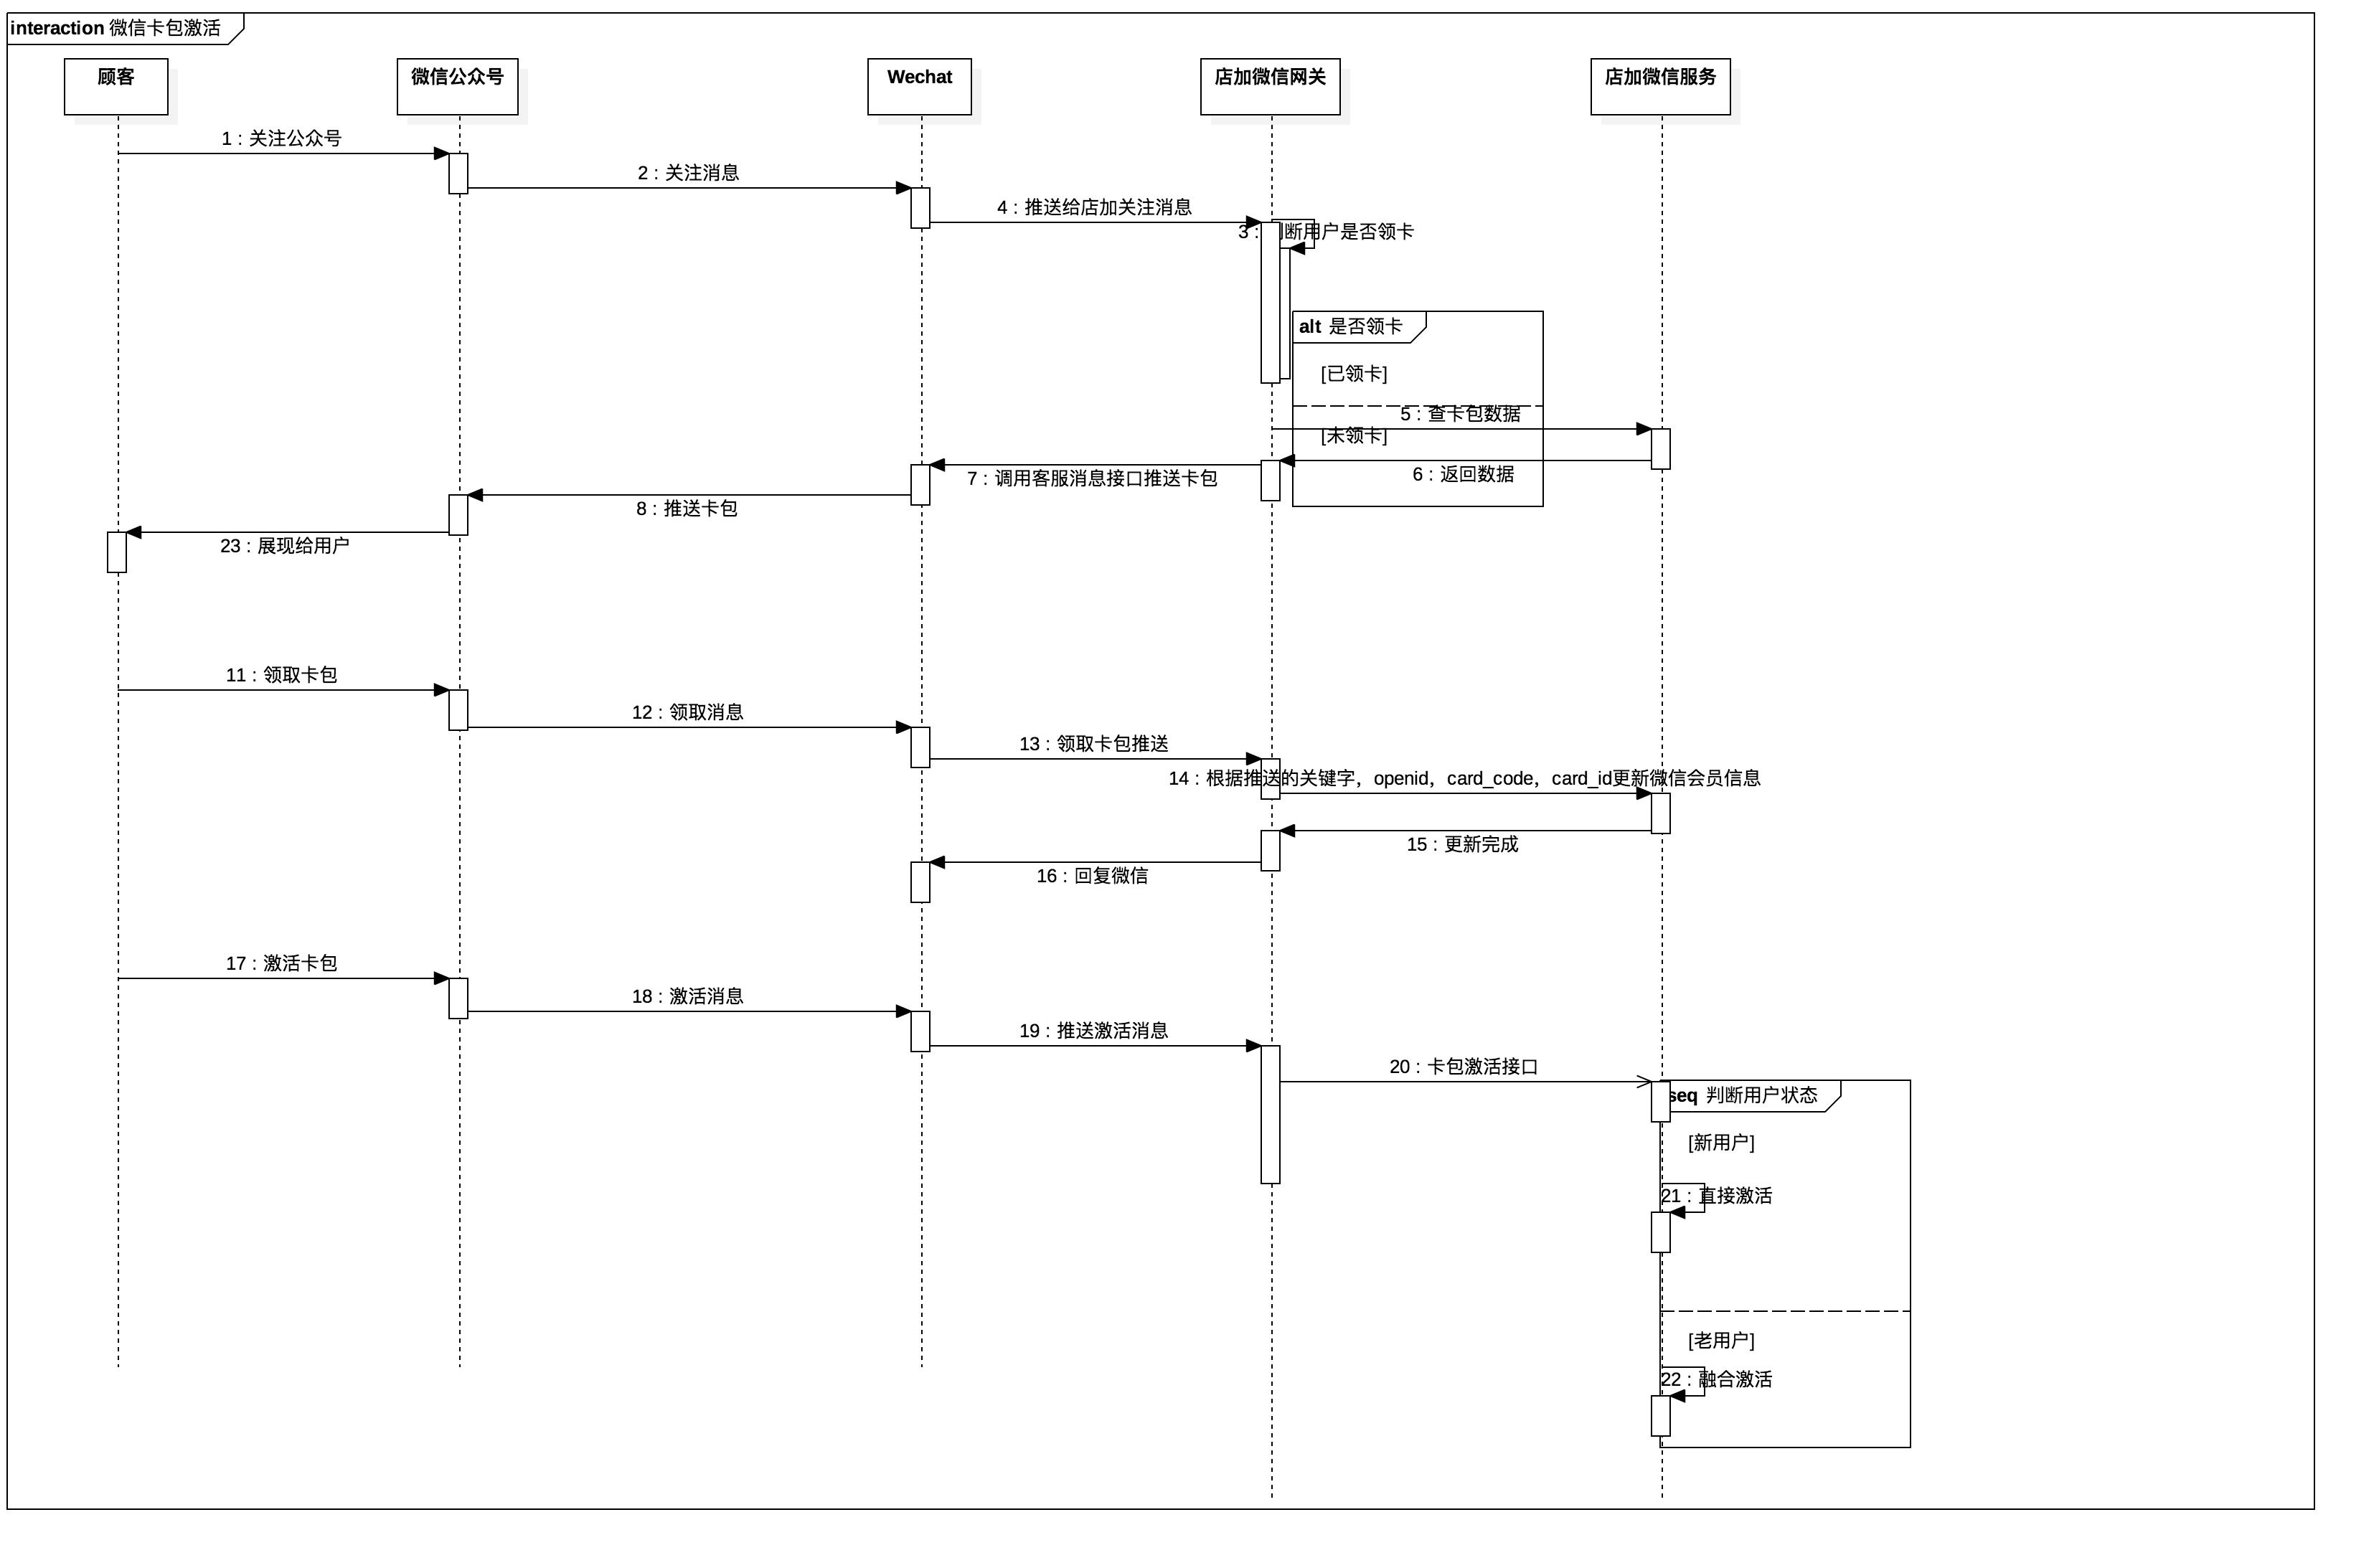 interaction 微信卡包激活
顾客
微信公众号
Wechat
店加微信网关
店加微信服务
1 : 关注公众号
2 : 关注消息
4 : 推送给店加关注消息
3 : 判断用户是否领卡
alt 是否领卡
[已领卡]
5 : 查卡包数据
[未领卡]
6 : 返回数据
7 : 调用客服消息接口推送卡包
8 : 推送卡包
23 : 展现给用户
11 : 领取卡包
12 : 领取消息
13 : 领取卡包推送
14 : 根据推送的关键字，openid，card_code，card_id更新微信会员信息
15 : 更新完成
16 : 回复微信
17 : 激活卡包
18 : 激活消息
19 : 推送激活消息
20 : 卡包激活接口
seq 判断用户状态
[新用户]
21 : 直接激活
[老用户]
22 : 融合激活